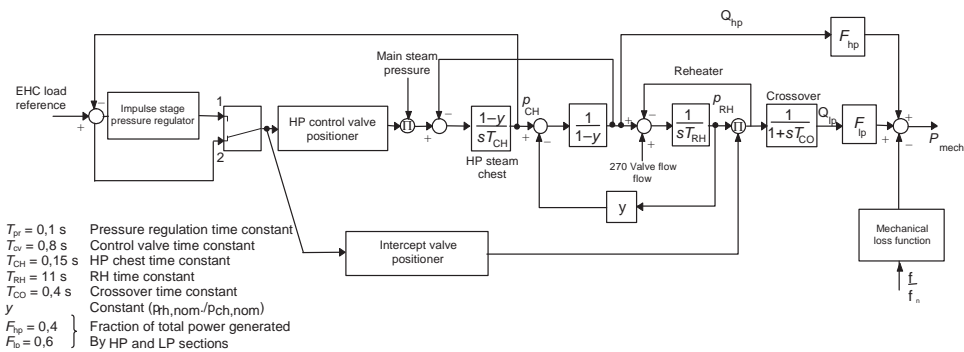 Q_hp
F_hp
Main steam
pressure
Reheater
EHC load
reference
−
+
Impulse stage
pressure regulator
1
2
HP control valve
positioner
Π
−
+
1−y
sT_CH
HP steam
chest
p_CH
+
−
1
1−y
+
−
+
270 Valve flow
flow
1
sT_RH
p_RH
Π
Crossover
1
1+sT_CO
Q_lp
F_lp
+
+
−
P_mech
y
Intercept valve
positioner
Mechanical
loss function
f
f_n
T_pr = 0,1 s Pressure regulation time constant
T_cv = 0,8 s Control valve time constant
T_CH = 0,15 s HP chest time constant
T_RH = 11 s RH time constant
T_CO = 0,4 s Crossover time constant
y Constant (p_rh,nom./p_ch,nom)
F_hp = 0,4 } Fraction of total power generated
F_lp = 0,6 } By HP and LP sections